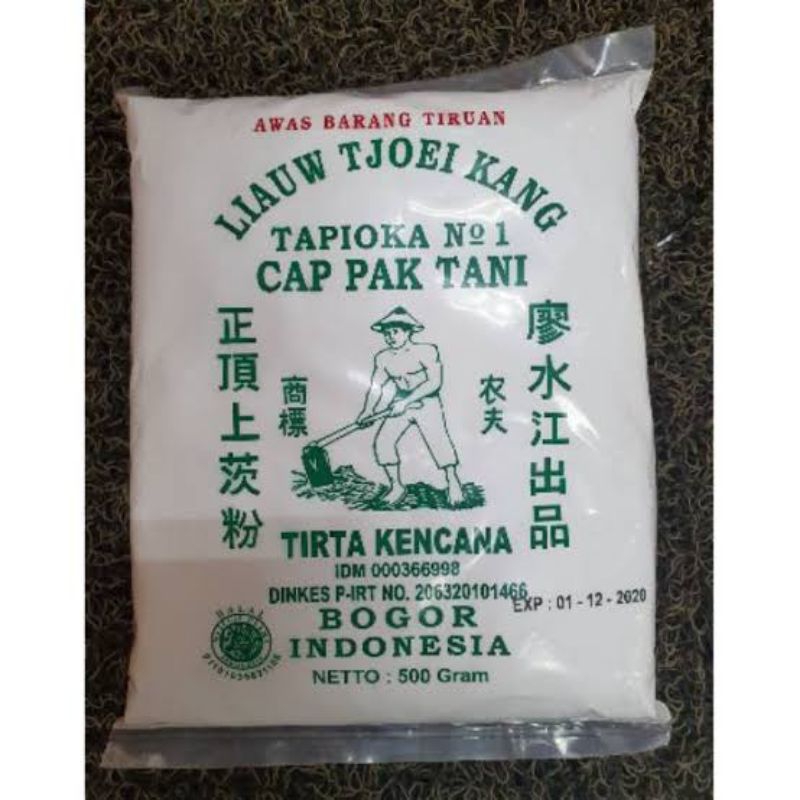 AWAS BARANG TIRUAN
LIAUW TJOEI KANG
TAPIOKA Nº 1
CAP PAK TANI
廖水江出品
农夫
商標
正頂上茨粉
TIRTA KENCANA
IDM 000366998
DINKES P-IRT NO. 206320101466
EXP : 01 - 12 - 2020
BOGOR
INDONESIA
NETTO : 500 Gram
HALAL